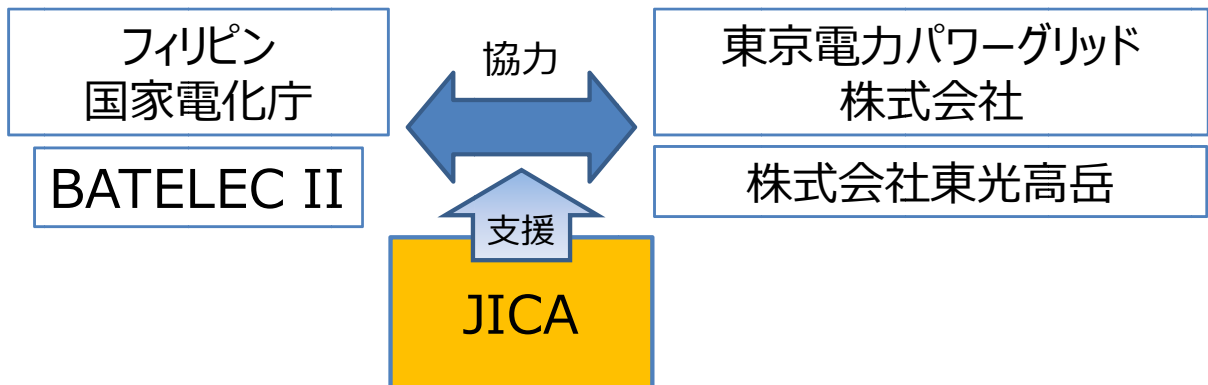 フィリピン
国家電化庁
BATELEC II
協力
東京電力パワーグリッド
株式会社
株式会社東光高岳
支援
JICA